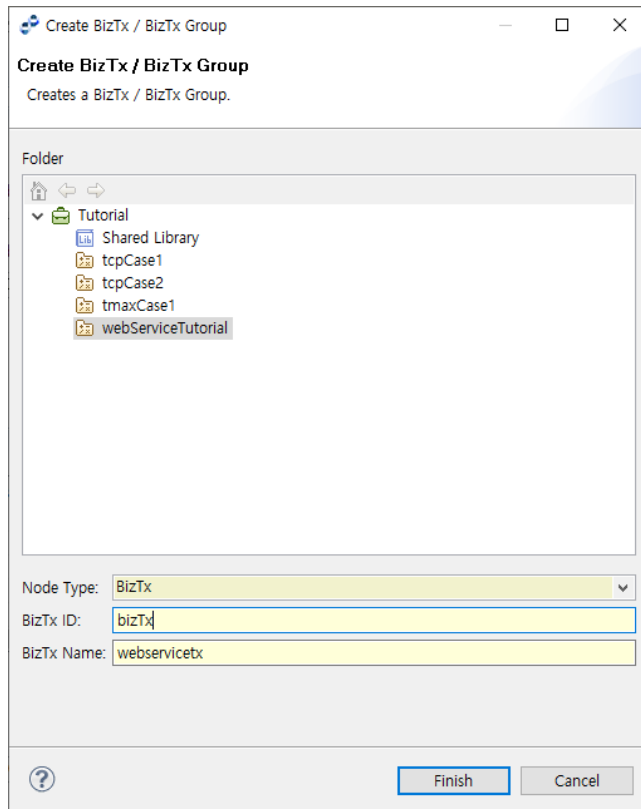 Create BizTx / BizTx Group
Create BizTx / BizTx Group
Creates a BizTx / BizTx Group.
Folder
Tutorial
Lib Shared Library
tcpCase1
tcpCase2
tmaxCase1
webServiceTutorial
Node Type: BizTx
BizTx ID: bizTx
BizTx Name: webservicetx
? Finish Cancel